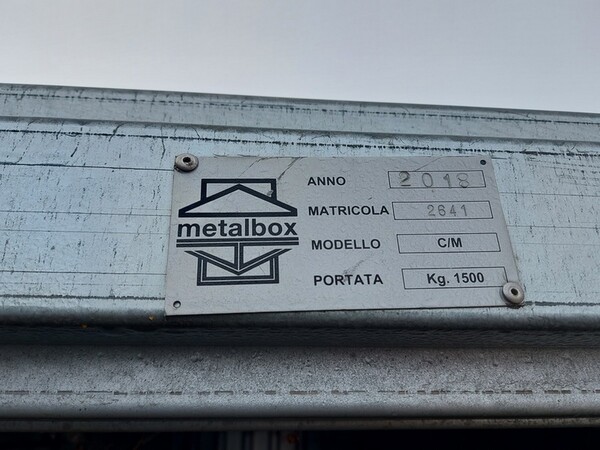 metalbox
ANNO 2018
MATRICOLA 2641
MODELLO C/M
PORTATA Kg. 1500